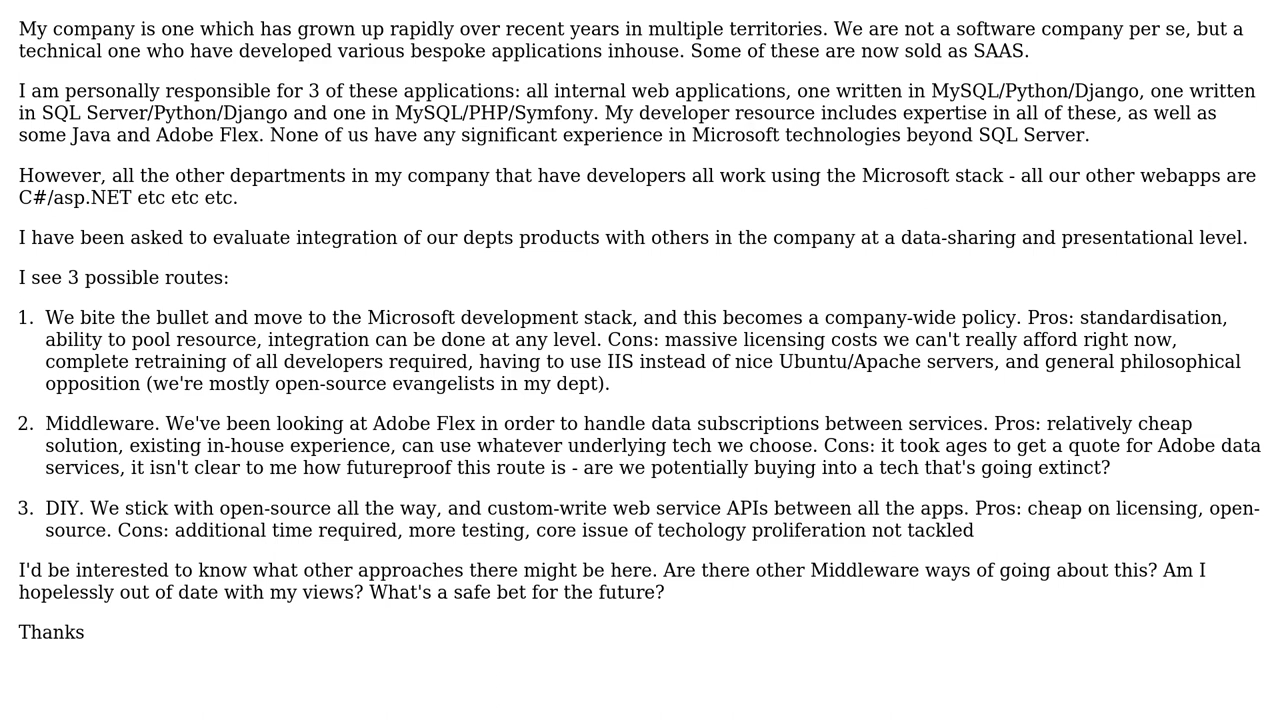 My company is one which has grown up rapidly over recent years in multiple territories. We are not a software company per se, but a
technical one who have developed various bespoke applications inhouse. Some of these are now sold as SAAS.
I am personally responsible for 3 of these applications: all internal web applications, one written in MySQL/Python/Django, one written
in SQL Server/Python/Django and one in MySQL/PHP/Symfony. My developer resource includes expertise in all of these, as well as
some Java and Adobe Flex. None of us have any significant experience in Microsoft technologies beyond SQL Server.
However, all the other departments in my company that have developers all work using the Microsoft stack - all our other webapps are
C#/asp.NET etc etc etc.
I have been asked to evaluate integration of our depts products with others in the company at a data-sharing and presentational level.
I see 3 possible routes:
1. We bite the bullet and move to the Microsoft development stack, and this becomes a company-wide policy. Pros: standardisation,
ability to pool resource, integration can be done at any level. Cons: massive licensing costs we can't really afford right now,
complete retraining of all developers required, having to use IIS instead of nice Ubuntu/Apache servers, and general philosophical
opposition (we're mostly open-source evangelists in my dept).
2. Middleware. We've been looking at Adobe Flex in order to handle data subscriptions between services. Pros: relatively cheap
solution, existing in-house experience, can use whatever underlying tech we choose. Cons: it took ages to get a quote for Adobe data
services, it isn't clear to me how futureproof this route is - are we potentially buying into a tech that's going extinct?
3. DIY. We stick with open-source all the way, and custom-write web service APIs between all the apps. Pros: cheap on licensing, open-
source. Cons: additional time required, more testing, core issue of techology proliferation not tackled
I'd be interested to know what other approaches there might be here. Are there other Middleware ways of going about this? Am I
hopelessly out of date with my views? What's a safe bet for the future?
Thanks